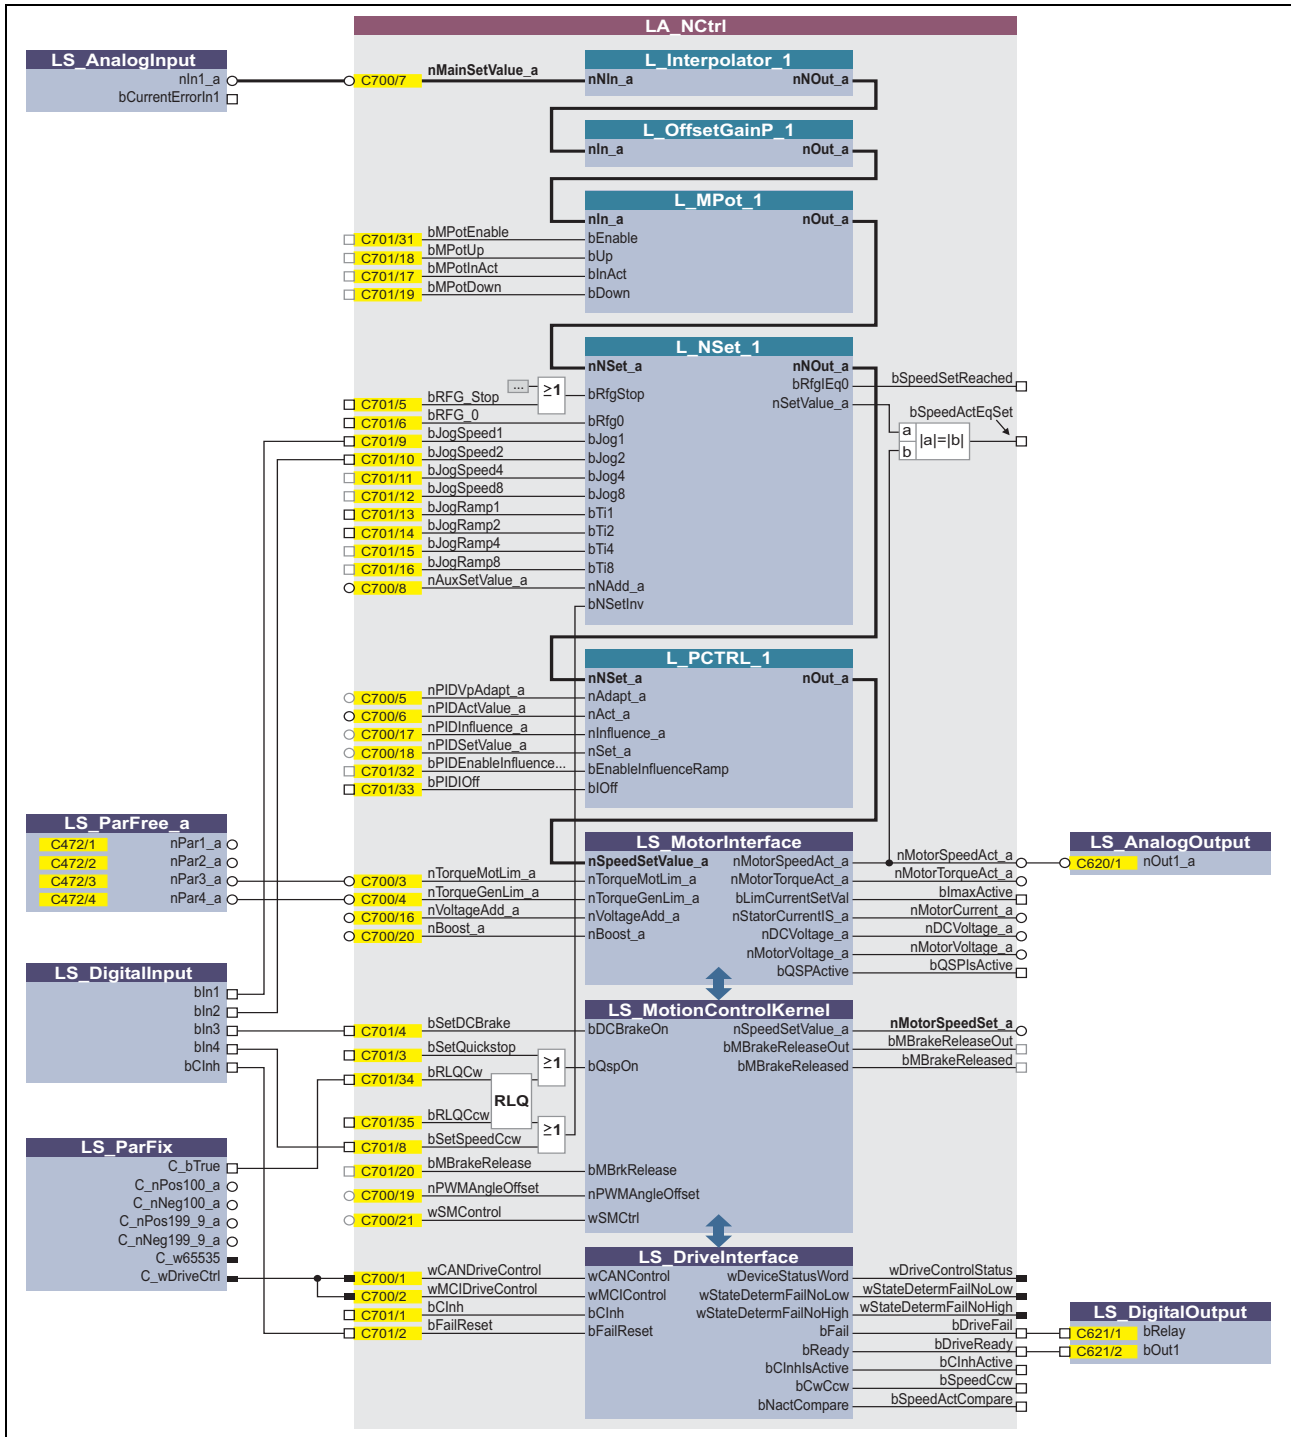 LA_NCtrl
LS_AnalogInput
nIn1_a
bCurrentErrorIn1
C700/7
nMainSetValue_a
L_Interpolator_1
nNIn_a nNOut_a
L_OffsetGainP_1
nIn_a nOut_a
L_MPot_1
nIn_a nOut_a
C701/31 bMPotEnable bEnable
C701/18 bMPotUp bUp
C701/17 bMPotInAct bInAct
C701/19 bMPotDown bDown
L_NSet_1
nNSet_a nNOut_a
... ≥1 bRfgStop bRfgIEq0 bSpeedSetReached
nSetValue_a
C701/5 bRFG_Stop
C701/6 bRFG_0 bRfg0
bSpeedActEqSet
a
b
|a|=|b|
C701/9 bJogSpeed1 bJog1
C701/10 bJogSpeed2 bJog2
C701/11 bJogSpeed4 bJog4
C701/12 bJogSpeed8 bJog8
C701/13 bJogRamp1 bTi1
C701/14 bJogRamp2 bTi2
C701/15 bJogRamp4 bTi4
C701/16 bJogRamp8 bTi8
C700/8 nAuxSetValue_a nNAdd_a
bNSetInv
L_PCTRL_1
nNSet_a nOut_a
C700/5 nPIDVpAdapt_a nAdapt_a
C700/6 nPIDActValue_a nAct_a
C700/17 nPIDInfluence_a nInfluence_a
C700/18 nPIDSetValue_a nSet_a
C701/32 bPIDEnableInfluence... bEnableInfluenceRamp
C701/33 bPIDIOff bIOff
LS_ParFree_a
C472/1 nPar1_a
C472/2 nPar2_a
C472/3 nPar3_a
C472/4 nPar4_a
LS_MotorInterface
nSpeedSetValue_a nMotorSpeedAct_a nMotorSpeedAct_a
C700/3 nTorqueMotLim_a nTorqueMotLim_a nMotorTorqueAct_a nMotorTorqueAct_a
C700/4 nTorqueGenLim_a nTorqueGenLim_a bLimCurrentSetVal bImaxActive
C700/16 nVoltageAdd_a nVoltageAdd_a nStatorCurrentIS_a nMotorCurrent_a
C700/20 nBoost_a nBoost_a nDCVoltage_a nDCVoltage_a
nMotorVoltage_a nMotorVoltage_a
bQSPActive bQSPIsActive
LS_AnalogOutput
C620/1 nOut1_a
LS_DigitalInput
bIn1
bIn2
bIn3
bIn4
bCInh
LS_MotionControlKernel
C701/4 bSetDCBrake bDCBrakeOn nSpeedSetValue_a nMotorSpeedSet_a
C701/3 bSetQuickstop bMBrakeReleaseOut bMBrakeReleaseOut
≥1 bQspOn bMBrakeReleased bMBrakeReleased
C701/34 bRLQCw
RLQ
C701/35 bRLQCcw
≥1
C701/8 bSetSpeedCcw
C701/20 bMBrakeRelease bMBrkRelease
C700/19 nPWMAngleOffset nPWMAngleOffset
C700/21 wSMControl wSMCtrl
LS_ParFix
C_bTrue
C_nPos100_a
C_nNeg100_a
C_nPos199_9_a
C_nNeg199_9_a
C_w65535
C_wDriveCtrl
LS_DriveInterface
C700/1 wCANDriveControl wCANControl wDeviceStatusWord wDriveControlStatus
C700/2 wMCIDriveControl wMCIControl wStateDetermFailNoLow wStateDetermFailNoLow
C701/1 bCInh bCInh wStateDetermFailNoHigh wStateDetermFailNoHigh
C701/2 bFailReset bFailReset bFail bDriveFail
bReady bDriveReady
bCInhIsActive bCInhActive
bCwCcw bSpeedCcw
bNactCompare bSpeedActCompare
LS_DigitalOutput
C621/1 bRelay
C621/2 bOut1